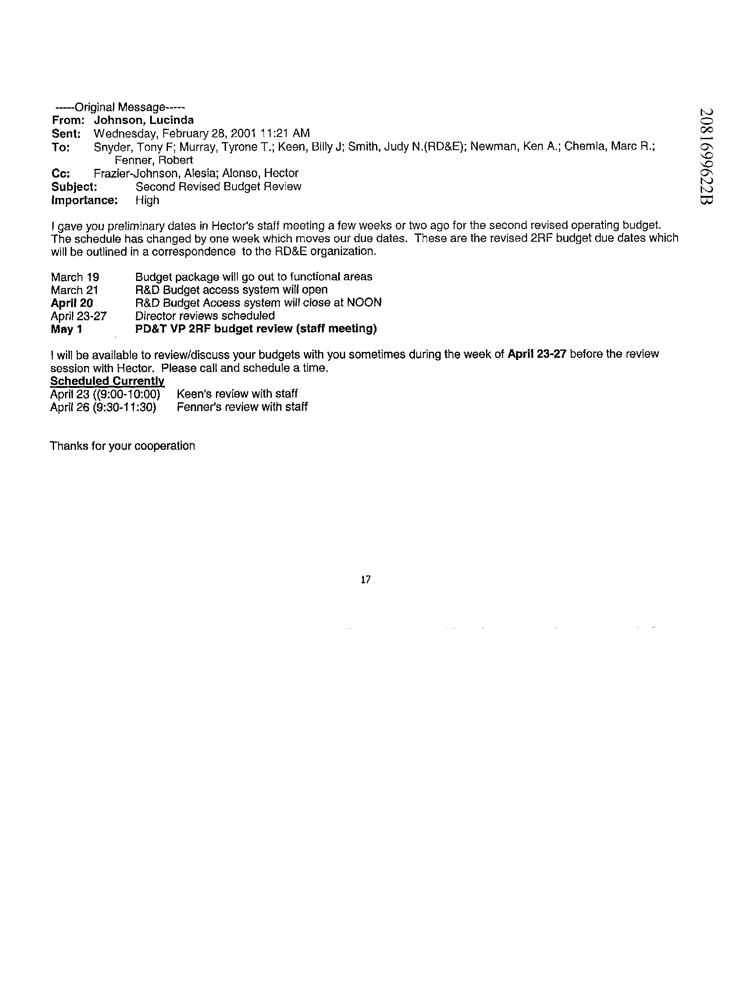 -----Original Message-----
From: Johnson, Lucinda
Sent: Wednesday, February 28, 2001 11:21 AM
To: Snyder, Tony F; Murray, Tyrone T.; Keen, Billy J; Smith, Judy N.(RD&E); Newman, Ken A.; Chemla, Marc R.;
Fenner, Robert
Cc: Frazier-Johnson, Alesia; Alonso, Hector
Subject: Second Revised Budget Review
Importance: High
I gave you preliminary dates in Hector's staff meeting a few weeks or two ago for the second revised operating budget.
The schedule has changed by one week which moves our due dates. These are the revised 2RF budget due dates which
will be outlined in a correspondence to the RD&E organization.
March 19 Budget package will go out to functional areas
March 21 R&D Budget access system will open
April 20 R&D Budget Access system will close at NOON
April 23-27 Director reviews scheduled
May 1 PD&T VP 2RF budget review (staff meeting)
I will be available to review/discuss your budgets with you sometimes during the week of April 23-27 before the review
session with Hector. Please call and schedule a time.
Scheduled Currently
April 23 ((9:00-10:00) Keen's review with staff
April 26 (9:30-11:30) Fenner's review with staff
Thanks for your cooperation
17
2081699622B